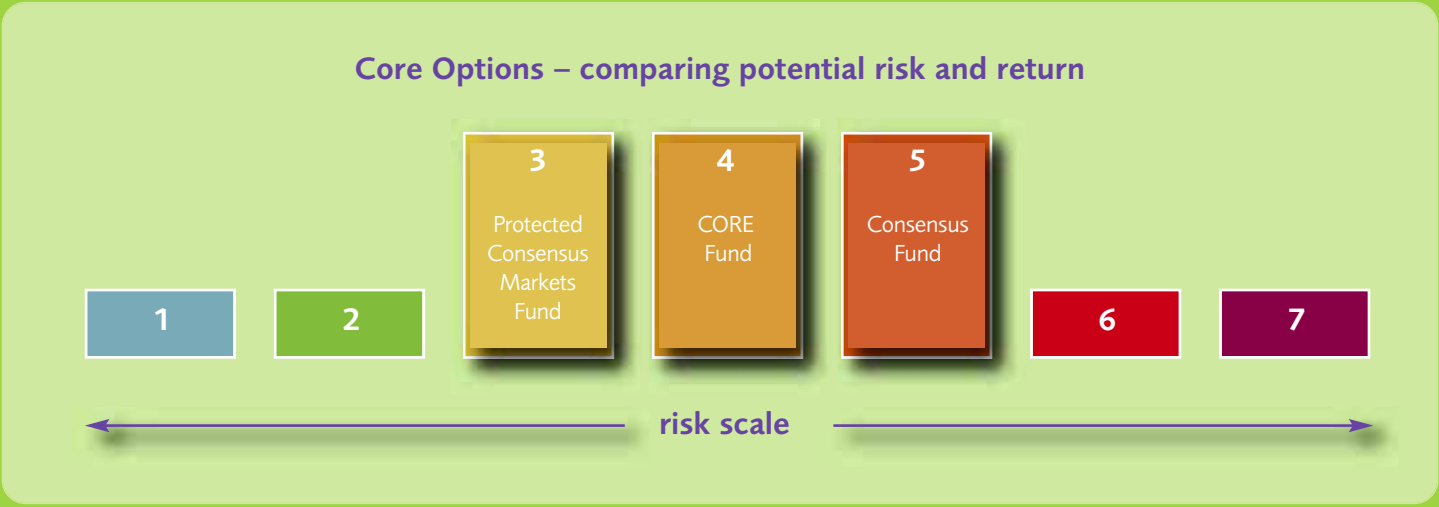 Core Options – comparing potential risk and return
1
2
3
Protected
Consensus
Markets
Fund
4
CORE
Fund
5
Consensus
Fund
6
7
risk scale